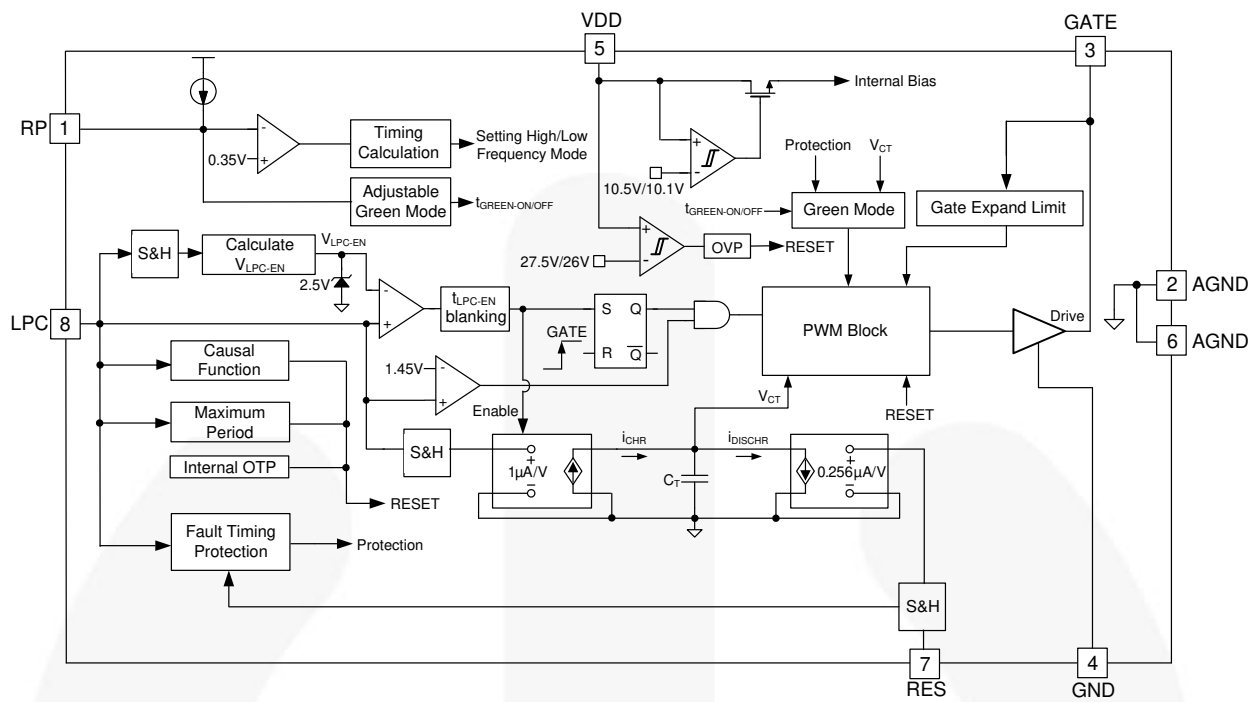 VDD
5
GATE
3
Internal Bias
RP
1
-
0.35V
+
Timing
Calculation
Setting High/Low
Frequency Mode
Adjustable
Green Mode
tGREEN-ON/OFF
+
-
10.5V/10.1V
Protection
VCT
tGREEN-ON/OFF
Green Mode
Gate Expand Limit
S&H
Calculate
VLPC-EN
VLPC-EN
2.5V
+
-
27.5V/26V
OVP
RESET
LPC
8
-
+
tLPC-EN
blanking
S
Q
GATE
R
Q
PWM Block
Drive
2
AGND
6
AGND
Causal
Function
1.45V
-
+
Maximum
Period
Enable
VCT
RESET
Internal OTP
S&H
+
1μA/V
-
iCHR
CT
iDISCHR
+
0.256μA/V
-
RESET
Fault Timing
Protection
Protection
S&H
7
RES
4
GND